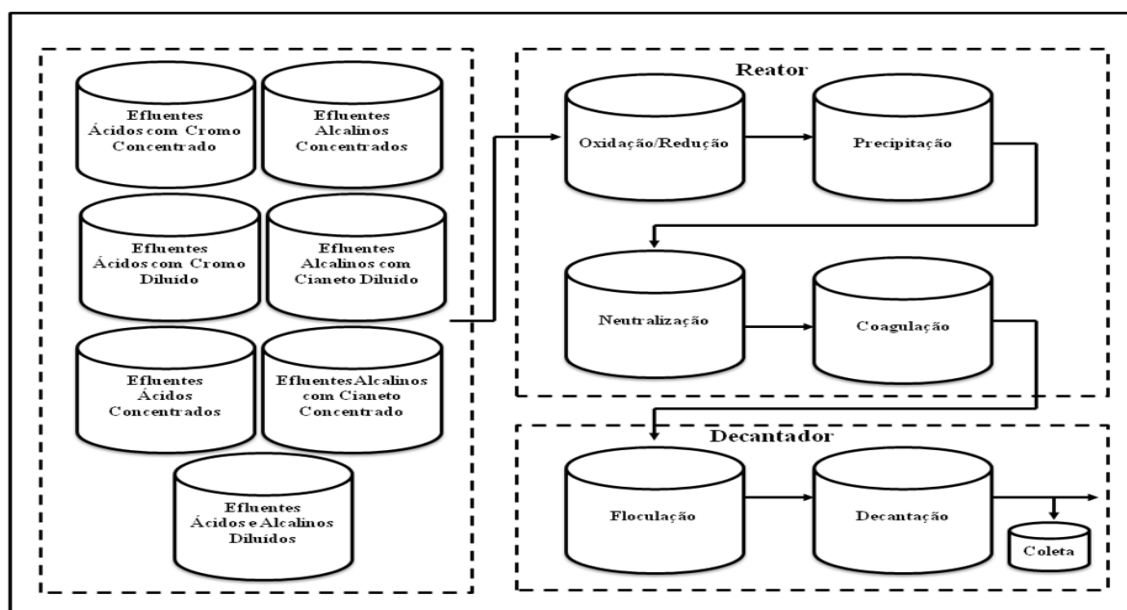 Efluentes
Ácidos com Cromo
Concentrado
Efluentes
Alcalinos
Concentrados
Efluentes
Ácidos com Cromo
Diluído
Efluentes
Alcalinos com
Cianeto Diluído
Efluentes
Ácidos
Concentrados
Efluentes Alcalinos
com Cianeto
Concentrado
Efluentes
Ácidos e Alcalinos
Diluídos
Reator
Oxidação/Redução
Precipitação
Neutralização
Coagulação
Decantador
Floculação
Decantação
Coleta